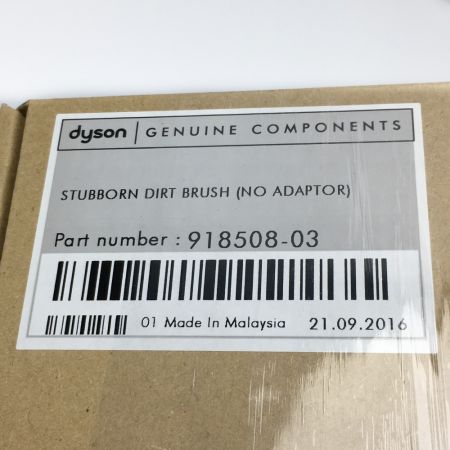 dyson | GENUINE COMPONENTS
STUBBORN DIRT BRUSH (NO ADAPTOR)
Part number : 918508-03
01 Made In Malaysia 21.09.2016